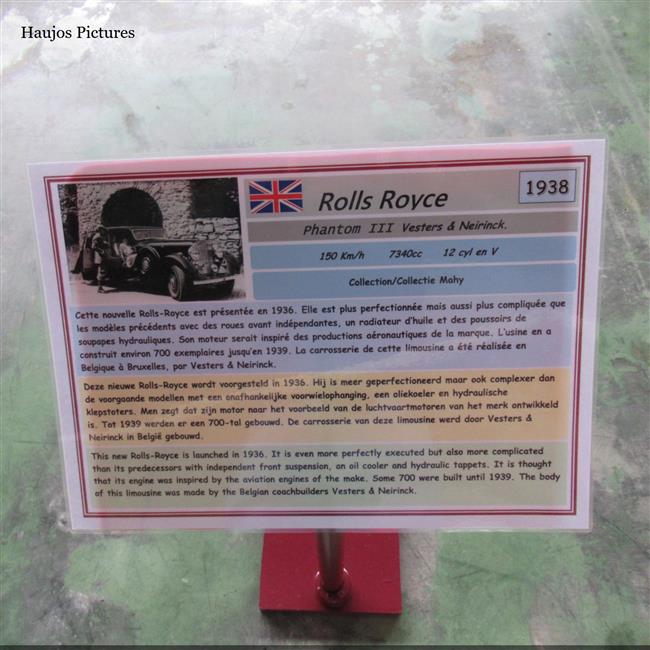 Haujos Pictures
Rolls Royce
1938
Phantom III Vesters & Neirinck.
150 Km/h 7340cc 12 cyl en V
Collection/Collectie Mahy
Cette nouvelle Rolls-Royce est présentée en 1936. Elle est plus perfectionnée mais aussi plus compliquée que
les modèles précédents avec des roues avant indépendantes, un radiateur d'huile et des poussoirs de
soupapes hydrauliques. Son moteur serait inspiré des productions aéronautiques de la marque. L'usine en a
construit environ 700 exemplaires jusqu'en 1939. La carrosserie de cette limousine a été réalisée en
Belgique à Bruxelles, par Vesters & Neirinck.
Deze nieuwe Rolls-Royce wordt voorgesteld in 1936. Hij is meer geperfectioneerd maar ook complexer dan
de voorgaande modellen met een onafhankelijke voorwielophanging, een oliekoeler en hydraulische
klepstoters. Men zegt dat zijn motor naar het voorbeeld van de luchtvaartmotoren van het merk ontwikkeld
is. Tot 1939 werden er een 700-tal gebouwd. De carrosserie van deze limousine werd door Vesters &
Neirinck in België gebouwd.
This new Rolls-Royce is launched in 1936. It is even more perfectly executed but also more complicated
than its predecessors with independent front suspension, an oil cooler and hydraulic tappets. It is thought
that its engine was inspired by the aviation engines of the make. Some 700 were built until 1939. The body
of this limousine was made by the Belgian coachbuilders Vesters & Neirinck.